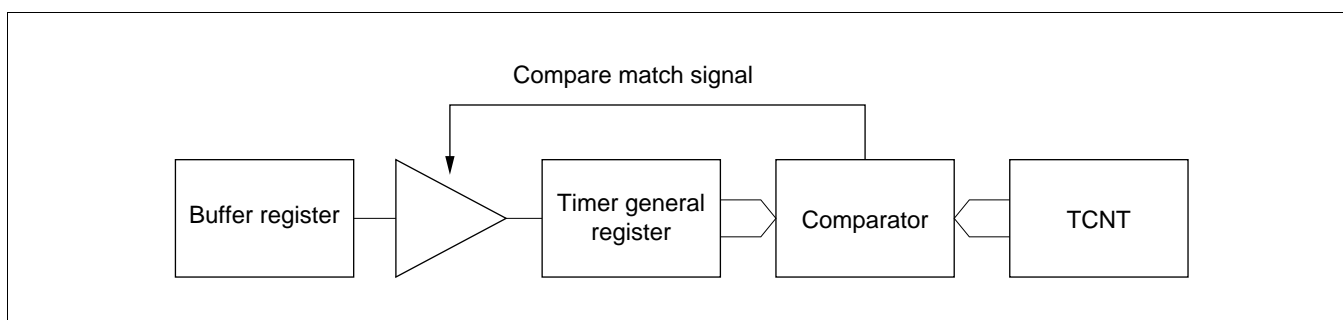 Compare match signal
Buffer register
Timer general
register
Comparator
TCNT